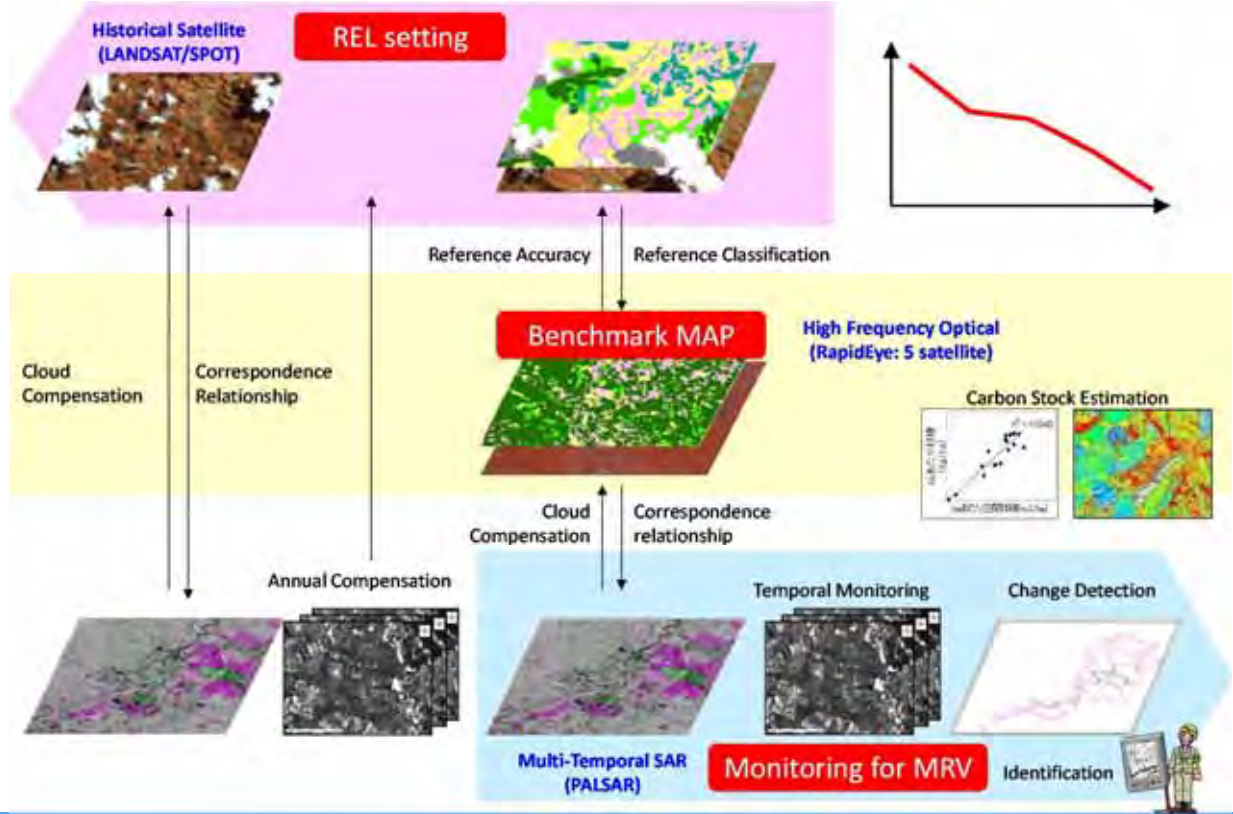 Historical Satellite
(LANDSAT/SPOT)
REL setting
Reference Accuracy
Reference Classification
Benchmark MAP
High Frequency Optical
(RapidEye: 5 satellite)
Cloud
Compensation
Correspondence
Relationship
Carbon Stock Estimation
Cloud
Compensation
Correspondence
relationship
Annual Compensation
Temporal Monitoring
Change Detection
Multi-Temporal SAR
(PALSAR)
Monitoring for MRV
Identification